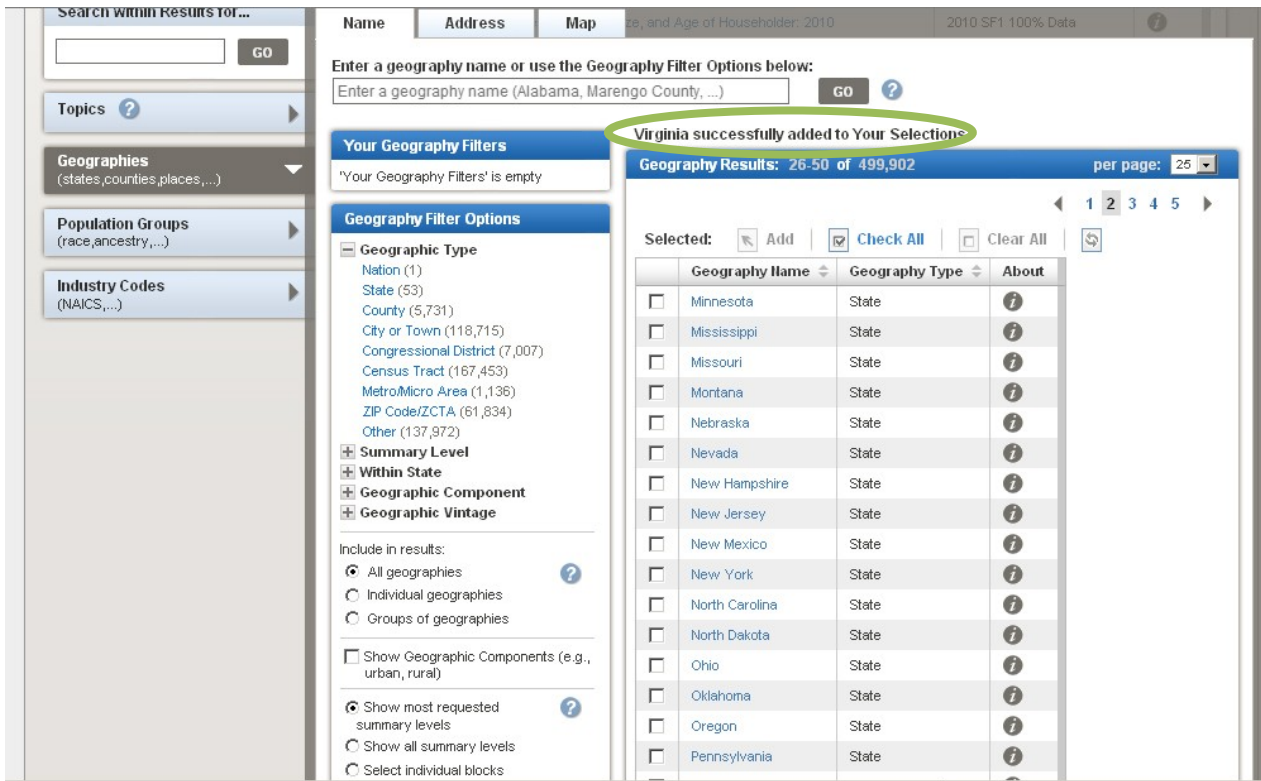 Search Within Results for...
GO
Topics ?
Geographies
(states,counties,places,...)
Population Groups
(race,ancestry,...)
Industry Codes
(NAICS,...)
Name Address Map
ze, and Age of Householder: 2010 2010 SF1 100% Data i
Enter a geography name or use the Geography Filter Options below:
Enter a geography name (Alabama, Marengo County, ...) GO ?
Virginia successfully added to Your Selections
Your Geography Filters
'Your Geography Filters' is empty
Geography Filter Options
Geographic Type
Nation (1)
State (53)
County (5,731)
City or Town (118,715)
Congressional District (7,007)
Census Tract (167,453)
Metro/Micro Area (1,136)
ZIP Code/ZCTA (61,834)
Other (137,972)
Summary Level
Within State
Geographic Component
Geographic Vintage
Include in results:
All geographies ?
Individual geographies
Groups of geographies
Show Geographic Components (e.g.,
urban, rural)
Show most requested ?
summary levels
Show all summary levels
Select individual blocks
Geography Results: 26-50 of 499,902 per page: 25
1 2 3 4 5
Selected: Add Check All Clear All
Geography Name Geography Type About
Minnesota State i
Mississippi State i
Missouri State i
Montana State i
Nebraska State i
Nevada State i
New Hampshire State i
New Jersey State i
New Mexico State i
New York State i
North Carolina State i
North Dakota State i
Ohio State i
Oklahoma State i
Oregon State i
Pennsylvania State i